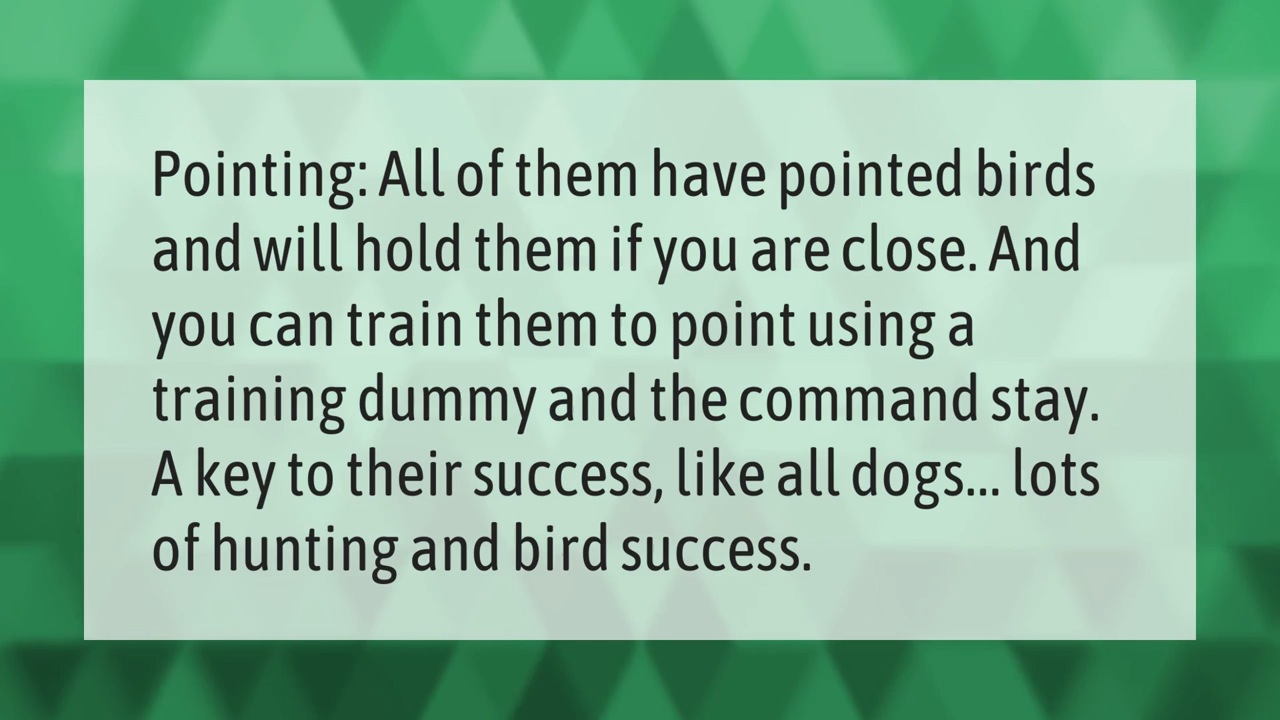 Pointing: All of them have pointed birds
and will hold them if you are close. And
you can train them to point using a
training dummy and the command stay.
A key to their success, like all dogs... lots
of hunting and bird success.